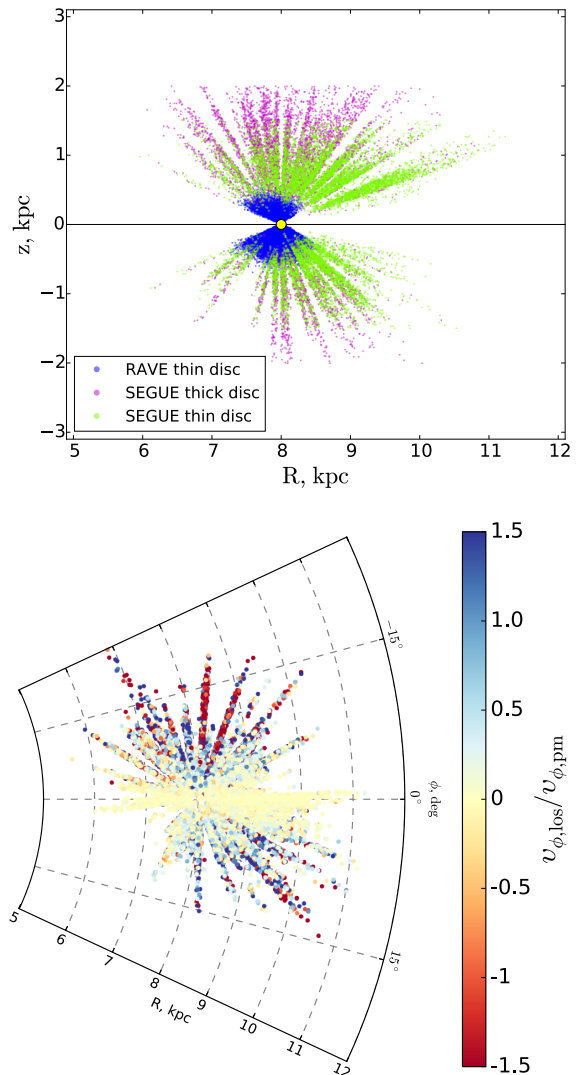 3
2
1
0
−1
−2
−3
z, kpc
RAVE thin disc
SEGUE thick disc
SEGUE thin disc
5 6 7 8 9 10 11 12
R, kpc
−15°
0°
15°
ϕ, deg
5 6 7 8 9 10 11 12
R, kpc
1.5
1.0
0.5
0
-0.5
-1
-1.5
υϕ,los/υϕ,pm